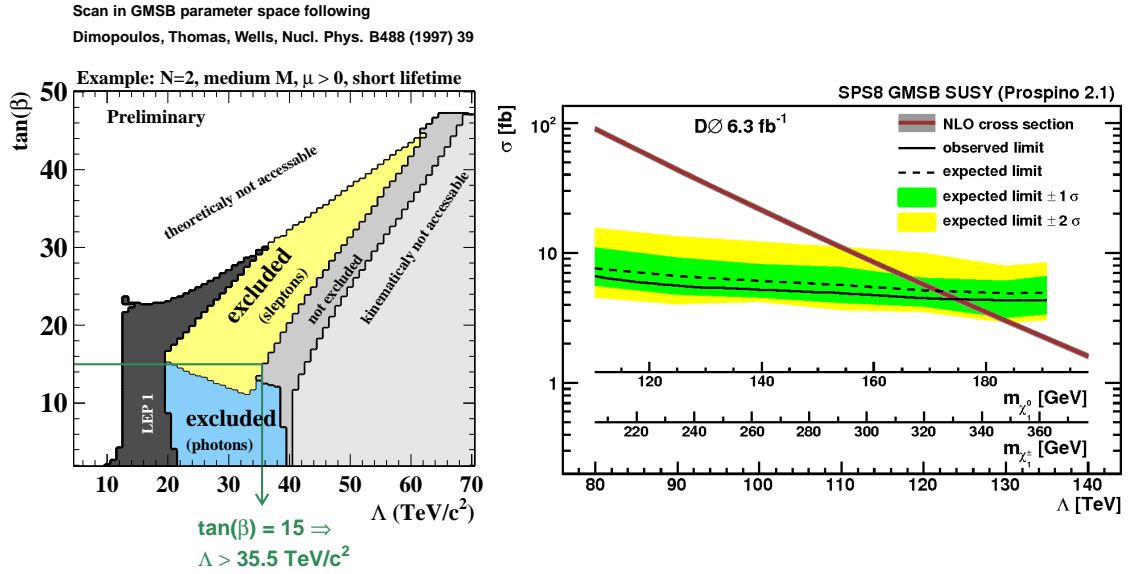 Scan in GMSB parameter space following
Dimopoulos, Thomas, Wells, Nucl. Phys. B488 (1997) 39
Example: N=2, medium M, μ > 0, short lifetime
tan(β)
50
40
30
20
10
Preliminary
theoreticaly not accessable
excluded
(sleptons)
not excluded
kinematicaly not accessable
LEP 1
excluded
(photons)
10 20 30 40 50 60 70
Λ (TeV/c²)
tan(β) = 15 ⇒
Λ > 35.5 TeV/c²
SPS8 GMSB SUSY (Prospino 2.1)
σ [fb]
10²
10
1
DØ 6.3 fb⁻¹
NLO cross section
observed limit
expected limit
expected limit ± 1 σ
expected limit ± 2 σ
120 140 160 180
m_χ₁⁰ [GeV]
220 240 260 280 300 320 340 360
m_χ₁± [GeV]
80 90 100 110 120 130 140
Λ [TeV]